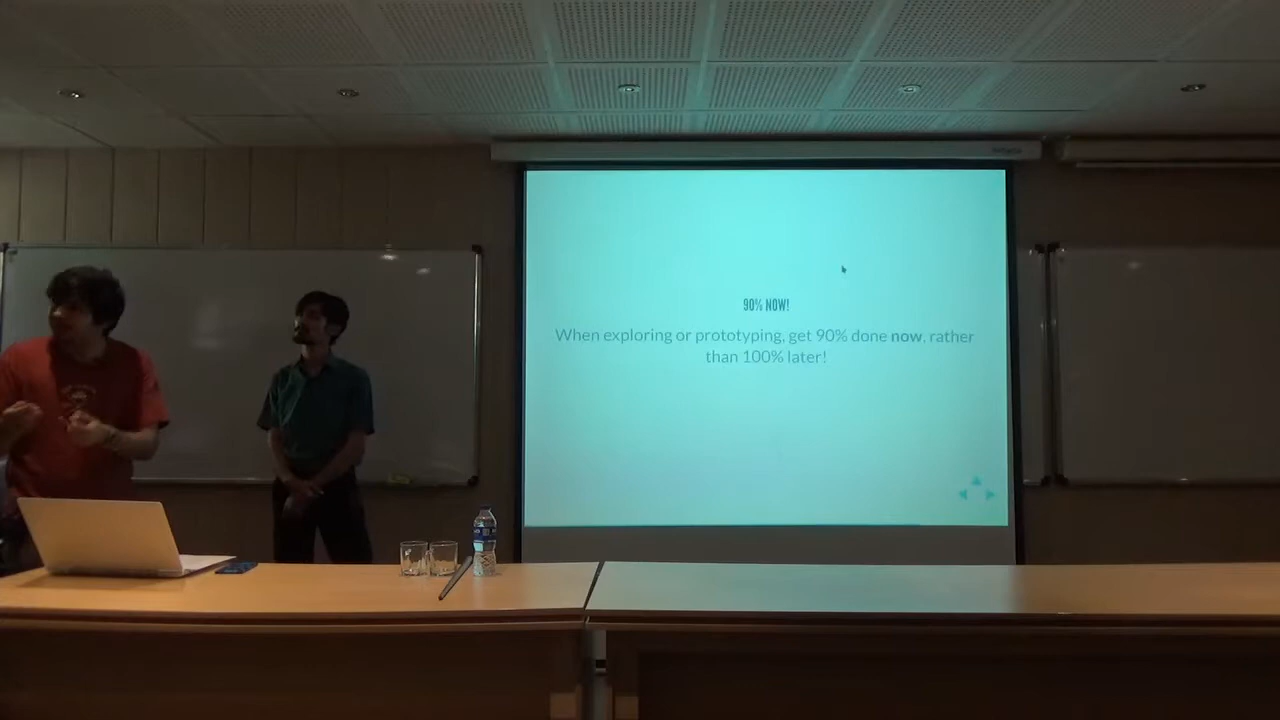 90% NOW!
When exploring or prototyping, get 90% done now, rather
than 100% later!